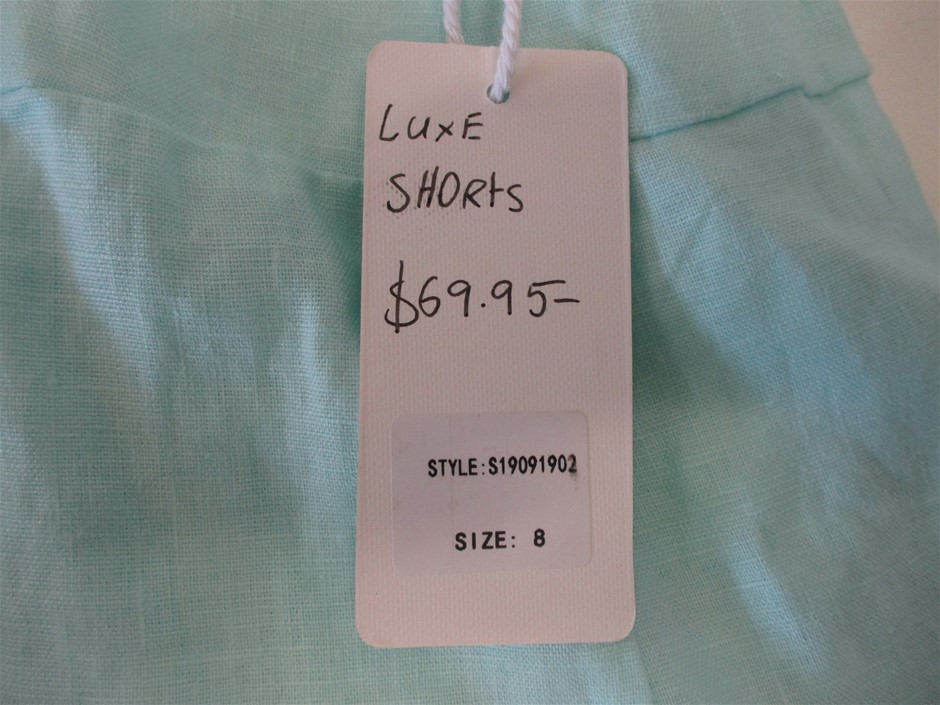 LUXE
SHORTS
$69.95-
STYLE:S19091902
SIZE: 8